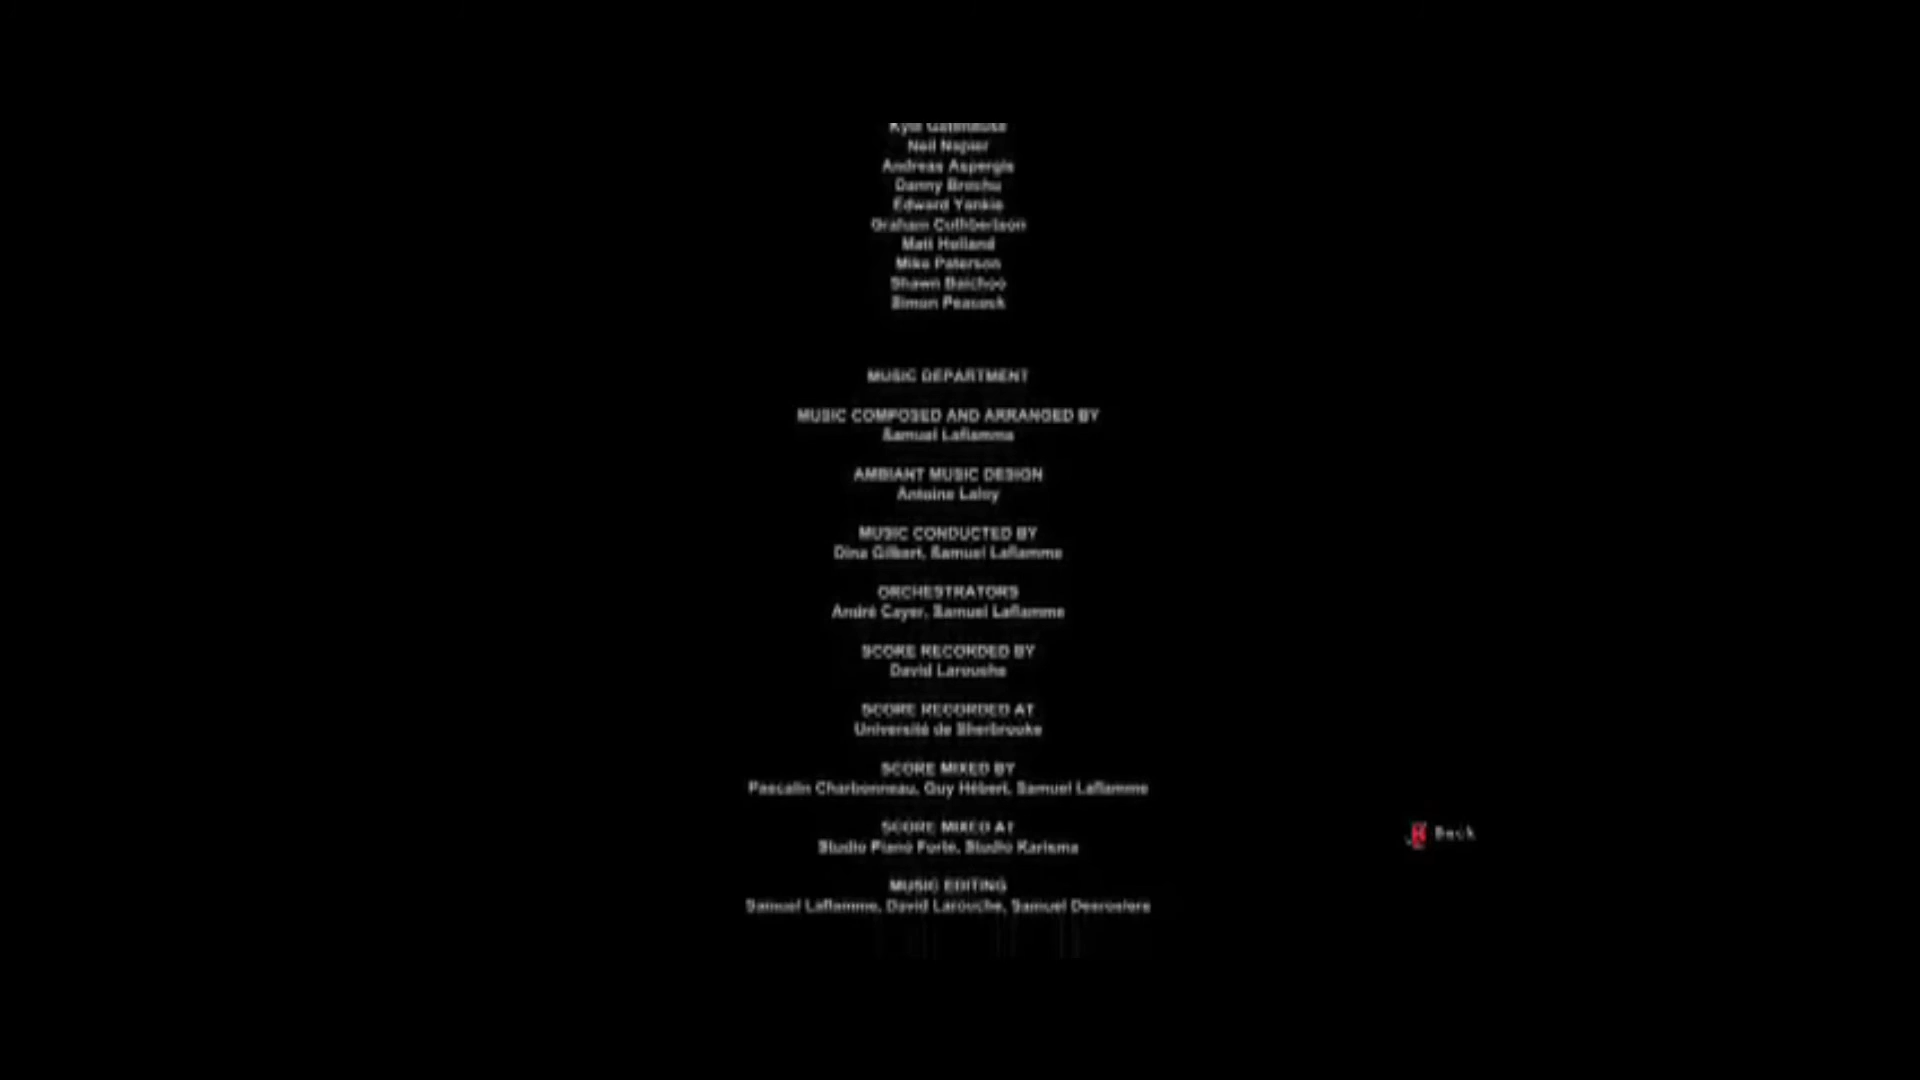 Kyle Gatehouse
Neil Napier
Andreas Aspergis
Danny Brochu
Edward Yankie
Graham Cuthbertson
Matt Holland
Mike Paterson
Shawn Baichoo
Simon Peacock
MUSIC DEPARTMENT
MUSIC COMPOSED AND ARRANGED BY
Samuel Laflamme
AMBIANT MUSIC DESIGN
Antoine
MUSIC CONDUCTED BY
Dina Gilbert, Samuel Laflamme
ORCHESTRATORS
André Cayer, Samuel Laflamme
SCORE RECORDED BY
David Larouche
SCORE RECORDED AT
Université de Sherbrooke
SCORE MIXED BY
Pascalin Charbonneau, Guy Hébert, Samuel Laflamme
SCORE MIXED AT
Studio Piano Forte, Studio Karisma
MUSIC EDITING
Samuel Laflamme, David Larouche, Samuel Desrosiers
Back